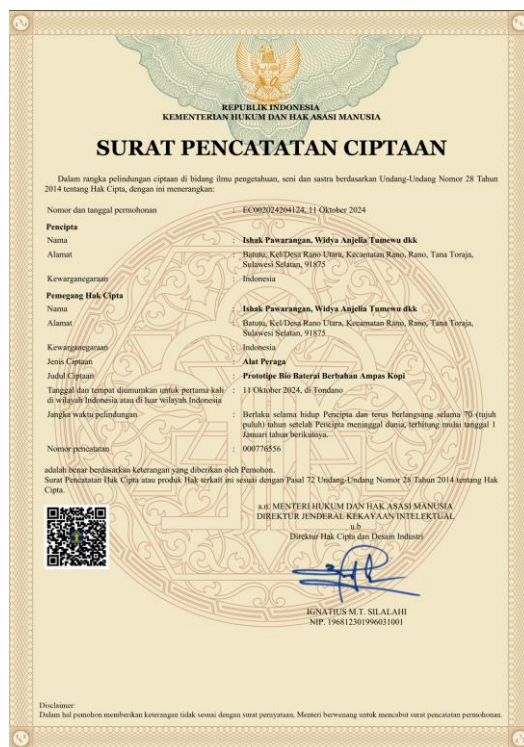 REPUBLIK INDONESIA
KEMENTERIAN HUKUM DAN HAK ASASI MANUSIA
SURAT PENCATATAN CIPTAAN
Dalam rangka pelindungan ciptaan di bidang ilmu pengetahuan, seni dan sastra berdasarkan Undang-Undang Nomor 28 Tahun
2014 tentang Hak Cipta, dengan ini menerangkan:
Nomor dan tanggal permohonan : EC002024204124, 11 Oktober 2024
Pencipta
Nama : Ishak Pawarangan, Widya Anjelia Tumewu dkk
Alamat : Batutu, Kel/Desa Rano Utara, Kecamatan Rano, Rano, Tana Toraja,
Sulawesi Selatan, 91875
Kewarganegaraan : Indonesia
Pemegang Hak Cipta
Nama : Ishak Pawarangan, Widya Anjelia Tumewu dkk
Alamat : Batutu, Kel/Desa Rano Utara, Kecamatan Rano, Rano, Tana Toraja,
Sulawesi Selatan, 91875
Kewarganegaraan : Indonesia
Jenis Ciptaan : Alat Peraga
Judul Ciptaan : Prototipe Bio Baterai Berbahan Ampas Kopi
Tanggal dan tempat diumumkan untuk pertama kali : 11 Oktober 2024, di Tondano
di wilayah Indonesia atau di luar wilayah Indonesia
Jangka waktu pelindungan : Berlaku selama hidup Pencipta dan terus berlangsung selama 70 (tujuh
puluh) tahun setelah Pencipta meninggal dunia, terhitung mulai tanggal 1
Januari tahun berikutnya.
Nomor pencatatan : 000776556
adalah benar berdasarkan keterangan yang diberikan oleh Pemohon.
Surat Pencatatan Hak Cipta atau produk Hak terkait ini sesuai dengan Pasal 72 Undang-Undang Nomor 28 Tahun 2014 tentang Hak
Cipta.
a.n. MENTERI HUKUM DAN HAK ASASI MANUSIA
DIREKTUR JENDERAL KEKAYAAN INTELEKTUAL
u.b
Direktur Hak Cipta dan Desain Industri
IGNATIUS M.T. SILALAHI
NIP. 196812301996031001
Disclaimer:
Dalam hal pemohon memberikan keterangan tidak sesuai dengan surat pernyataan, Menteri berwenang untuk mencabut surat pencatatan permohonan.